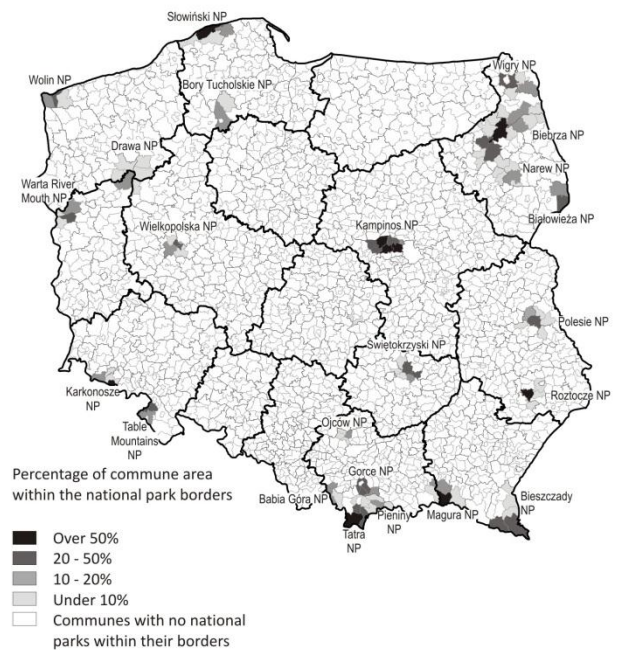 Słowiński NP
Wolin NP
Bory Tucholskie NP
Wigry NP
Drawa NP
Biebrza NP
Narew NP
Warta River
Mouth NP
Białowieża NP
Wielkopolska NP
Kampinos NP
Polesie NP
Świętokrzyski NP
Karkonosze
NP
Roztocze NP
Table
Mountains
NP
Ojców NP
Gorce NP
Babia Góra NP
Pieniny
NP
Magura NP
Bieszczady
NP
Tatra
NP
Percentage of commune area
within the national park borders
Over 50%
20 - 50%
10 - 20%
Under 10%
Communes with no national
parks within their borders